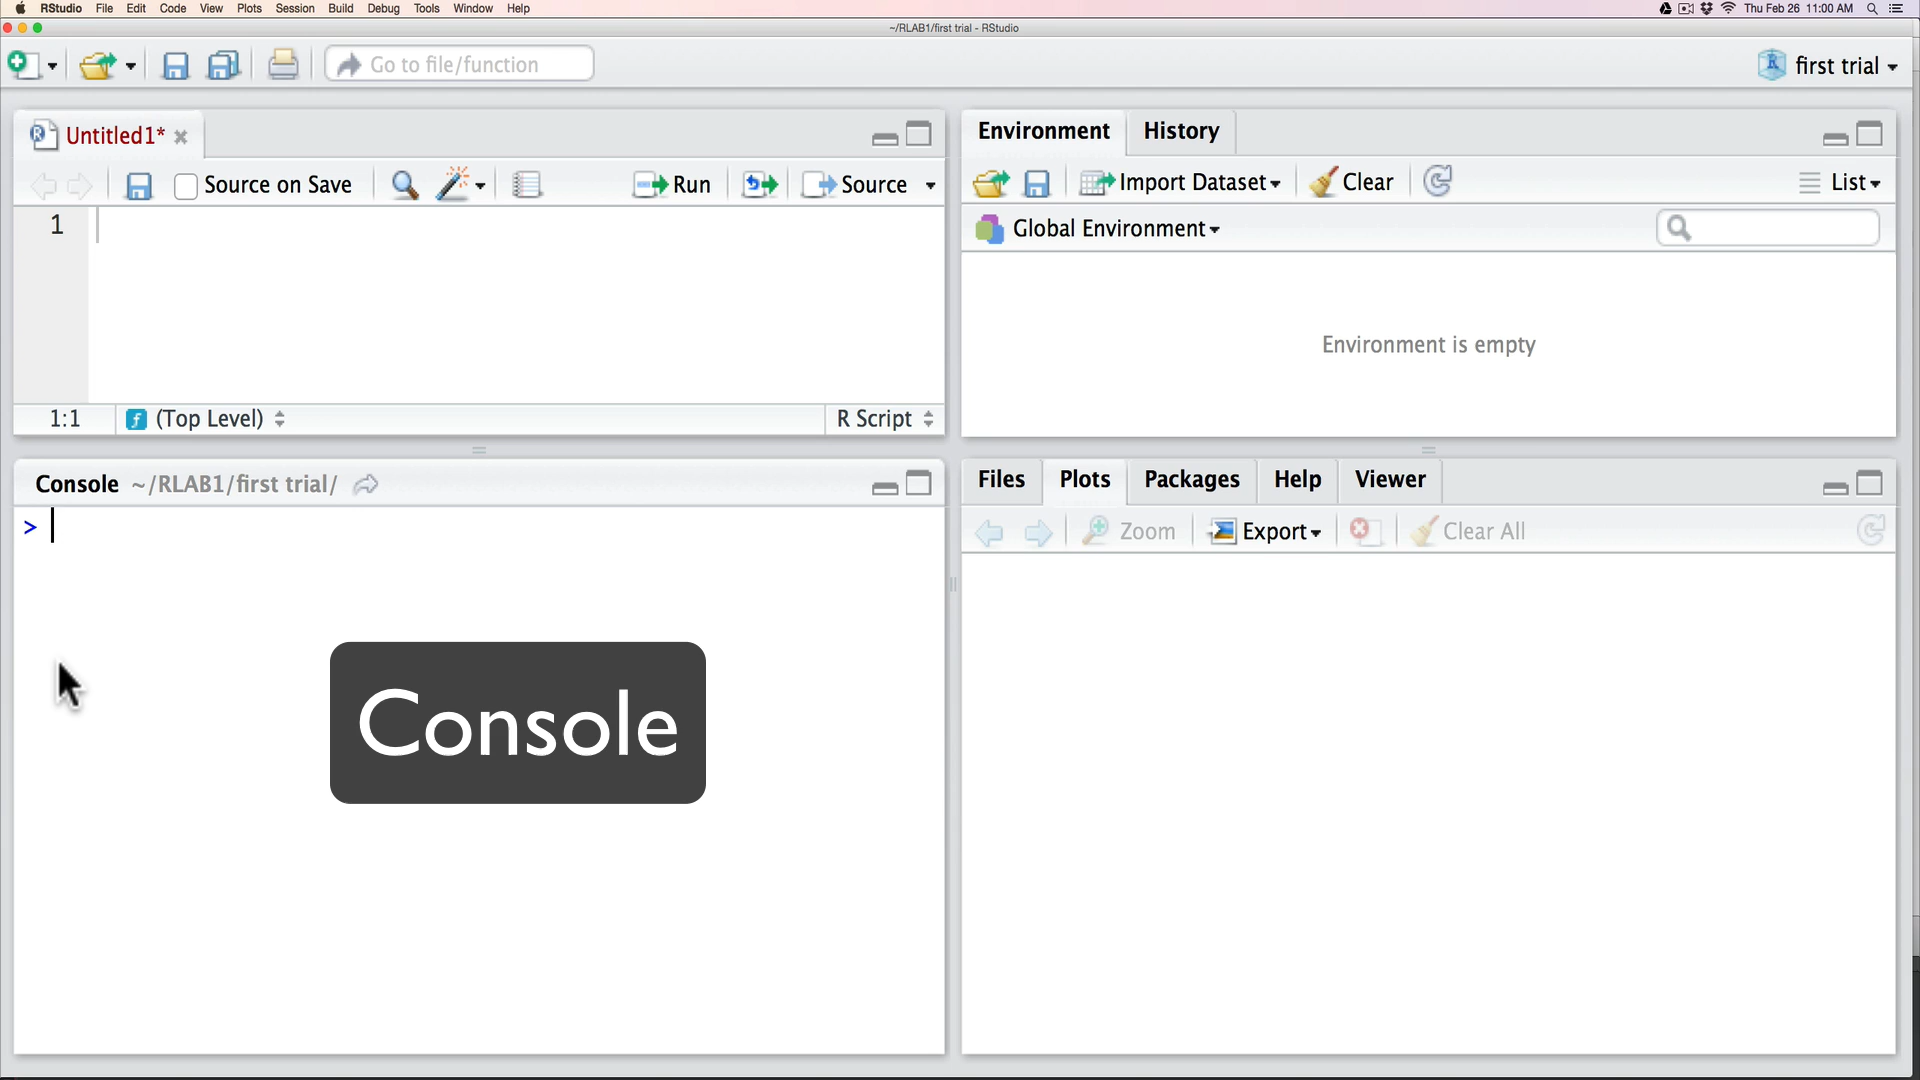 RStudio File Edit Code View Plots Session Build Debug Tools Window Help Thu Feb 26 11:00 AM
~/RLAB1/first trial - RStudio
Go to file/function first trial
Untitled1*
Source on Save Run Source
1
1:1 (Top Level) R Script
Environment History
Import Dataset Clear List
Global Environment
Environment is empty
Console ~/RLAB1/first trial/
>
Console
Files Plots Packages Help Viewer
Zoom Export Clear All